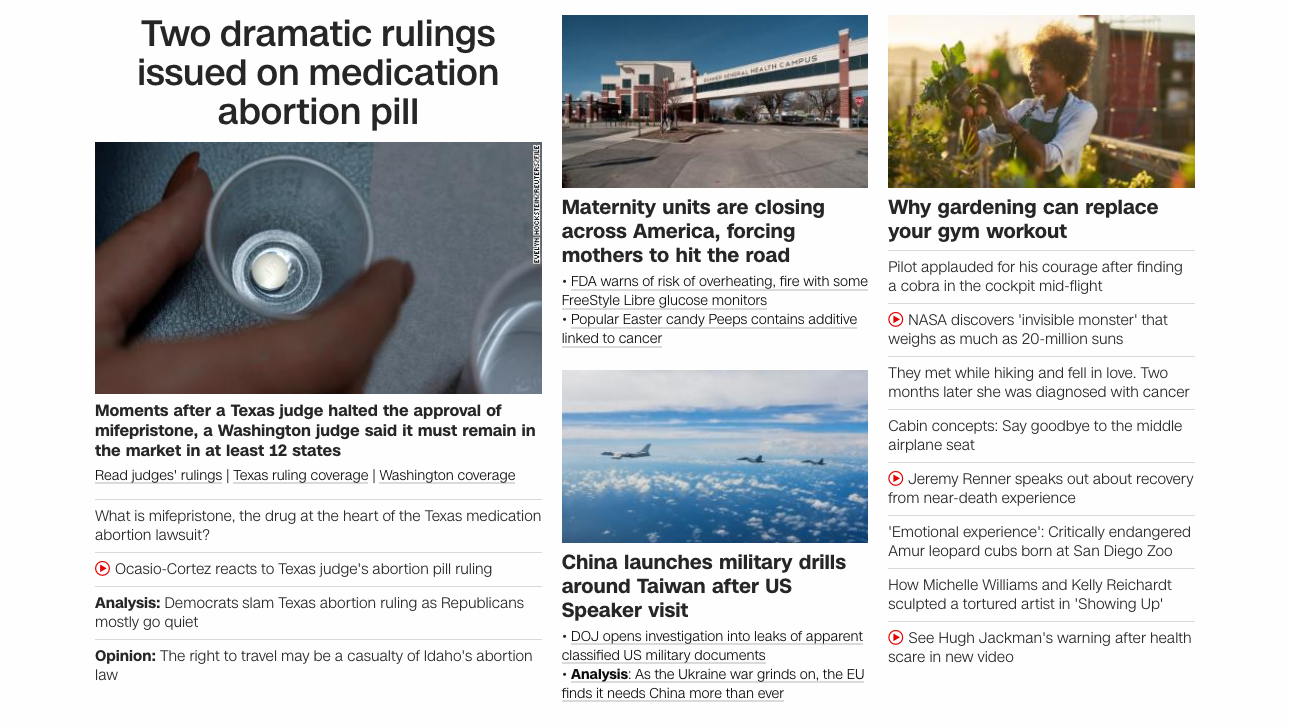 Two dramatic rulings
issued on medication
abortion pill
EVELYN HOCKSTEIN/REUTERS/FILE
Moments after a Texas judge halted the approval of
mifepristone, a Washington judge said it must remain in
the market in at least 12 states
Read judges' rulings | Texas ruling coverage | Washington coverage
What is mifepristone, the drug at the heart of the Texas medication
abortion lawsuit?
Ocasio-Cortez reacts to Texas judge's abortion pill ruling
Analysis: Democrats slam Texas abortion ruling as Republicans
mostly go quiet
Opinion: The right to travel may be a casualty of Idaho's abortion
law
GENERAL HEALTH CAMPUS
Maternity units are closing
across America, forcing
mothers to hit the road
• FDA warns of risk of overheating, fire with some
FreeStyle Libre glucose monitors
• Popular Easter candy Peeps contains additive
linked to cancer
China launches military drills
around Taiwan after US
Speaker visit
• DOJ opens investigation into leaks of apparent
classified US military documents
• Analysis: As the Ukraine war grinds on, the EU
finds it needs China more than ever
Why gardening can replace
your gym workout
Pilot applauded for his courage after finding
a cobra in the cockpit mid-flight
NASA discovers 'invisible monster' that
weighs as much as 20-million suns
They met while hiking and fell in love. Two
months later she was diagnosed with cancer
Cabin concepts: Say goodbye to the middle
airplane seat
Jeremy Renner speaks out about recovery
from near-death experience
'Emotional experience': Critically endangered
Amur leopard cubs born at San Diego Zoo
How Michelle Williams and Kelly Reichardt
sculpted a tortured artist in 'Showing Up'
See Hugh Jackman's warning after health
scare in new video